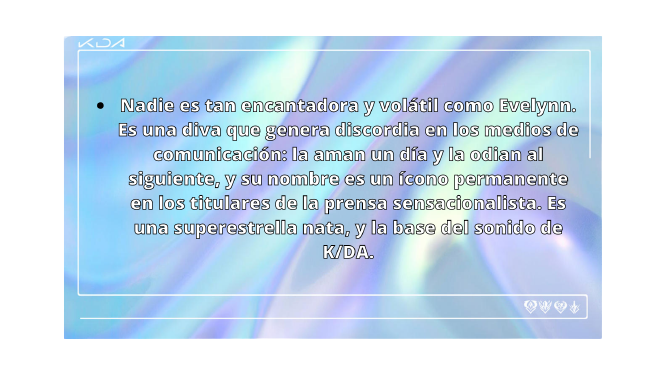 KDA
• Nadie es tan encantadora y volátil como Evelynn.
Es una diva que genera discordia en los medios de
comunicación: la aman un día y la odian al
siguiente, y su nombre es un ícono permanente
en los titulares de la prensa sensacionalista. Es
una superestrella nata, y la base del sonido de
K/DA.